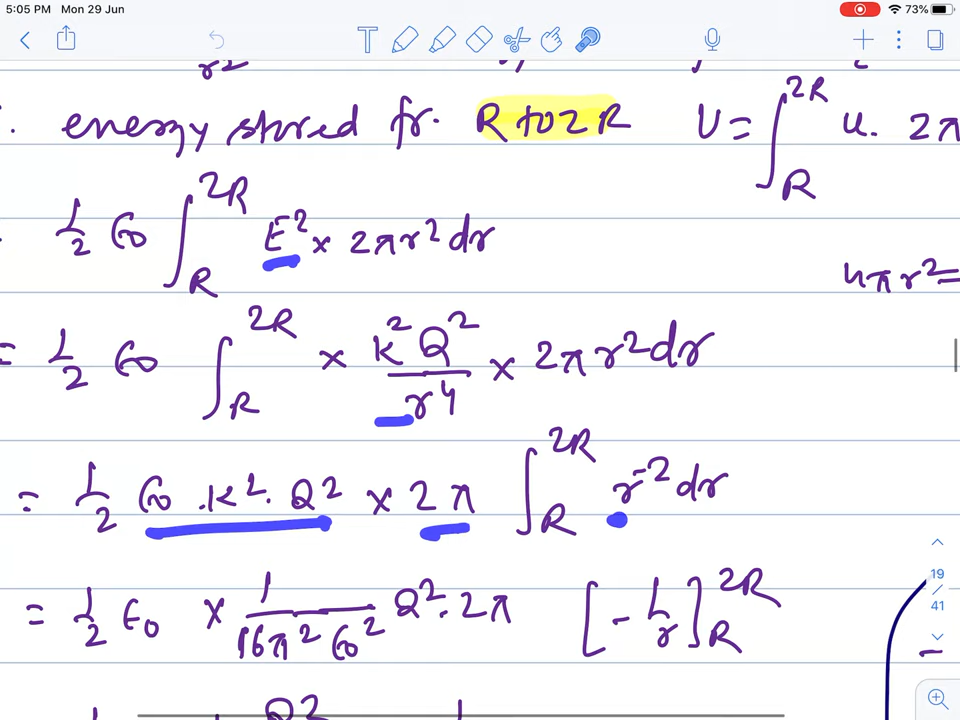 5:05 PM Mon 29 Jun 73%
r2
energy stored fr. R to 2R U = ∫_R^{2R} u. 2π
1/2 ε0 ∫_R^{2R} E² × 2πr² dr
4πr² =
= 1/2 ε0 ∫_R^{2R} × K²Q²/r⁴ × 2πr² dr
= 1/2 ε0 .K². Q² × 2π ∫_R^{2R} r⁻² dr
19
/
41
= 1/2 ε0 × 1/16π²ε0² Q². 2π [-1/r]_R^{2R}
Q²